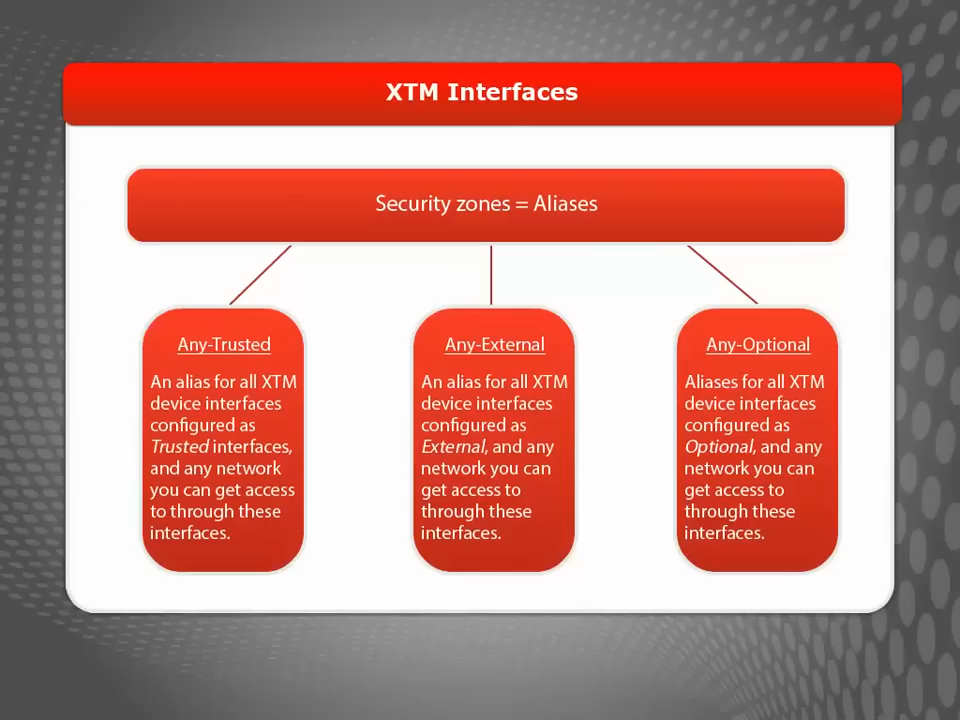 XTM Interfaces
Security zones = Aliases
Any-Trusted
An alias for all XTM
device interfaces
configured as
Trusted interfaces,
and any network
you can get access
to through these
interfaces.
Any-External
An alias for all XTM
device interfaces
configured as
External, and any
network you can
get access to
through these
interfaces.
Any-Optional
Aliases for all XTM
device interfaces
configured as
Optional, and any
network you can
get access to
through these
interfaces.